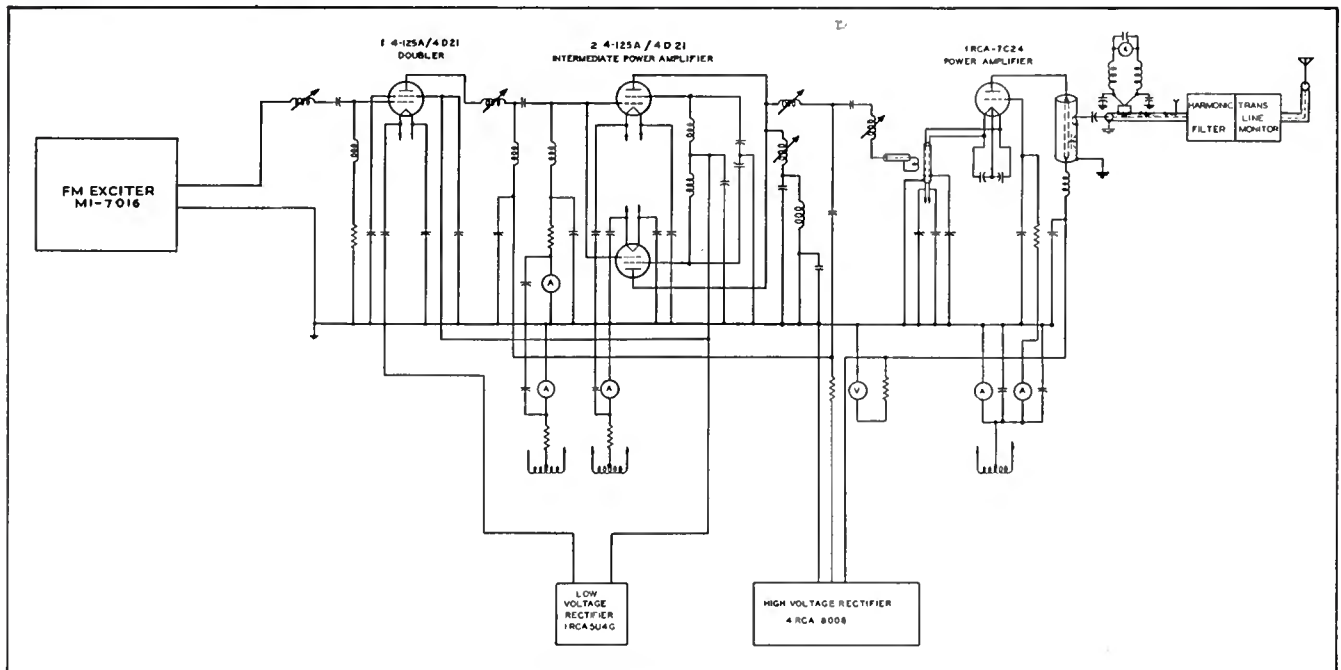 1 4-125A/4D21
DOUBLER
2 4-125A/4D21
INTERMEDIATE POWER AMPLIFIER
1 RCA-7C24
POWER AMPLIFIER
A
FM EXCITER
MI-7016
HARMONIC
FILTER
TRANS
LINE
MONITOR
A
A
A
V
A
A
LOW
VOLTAGE
RECTIFIER
1 RCA 5U4G
HIGH VOLTAGE RECTIFIER
4 RCA 8008